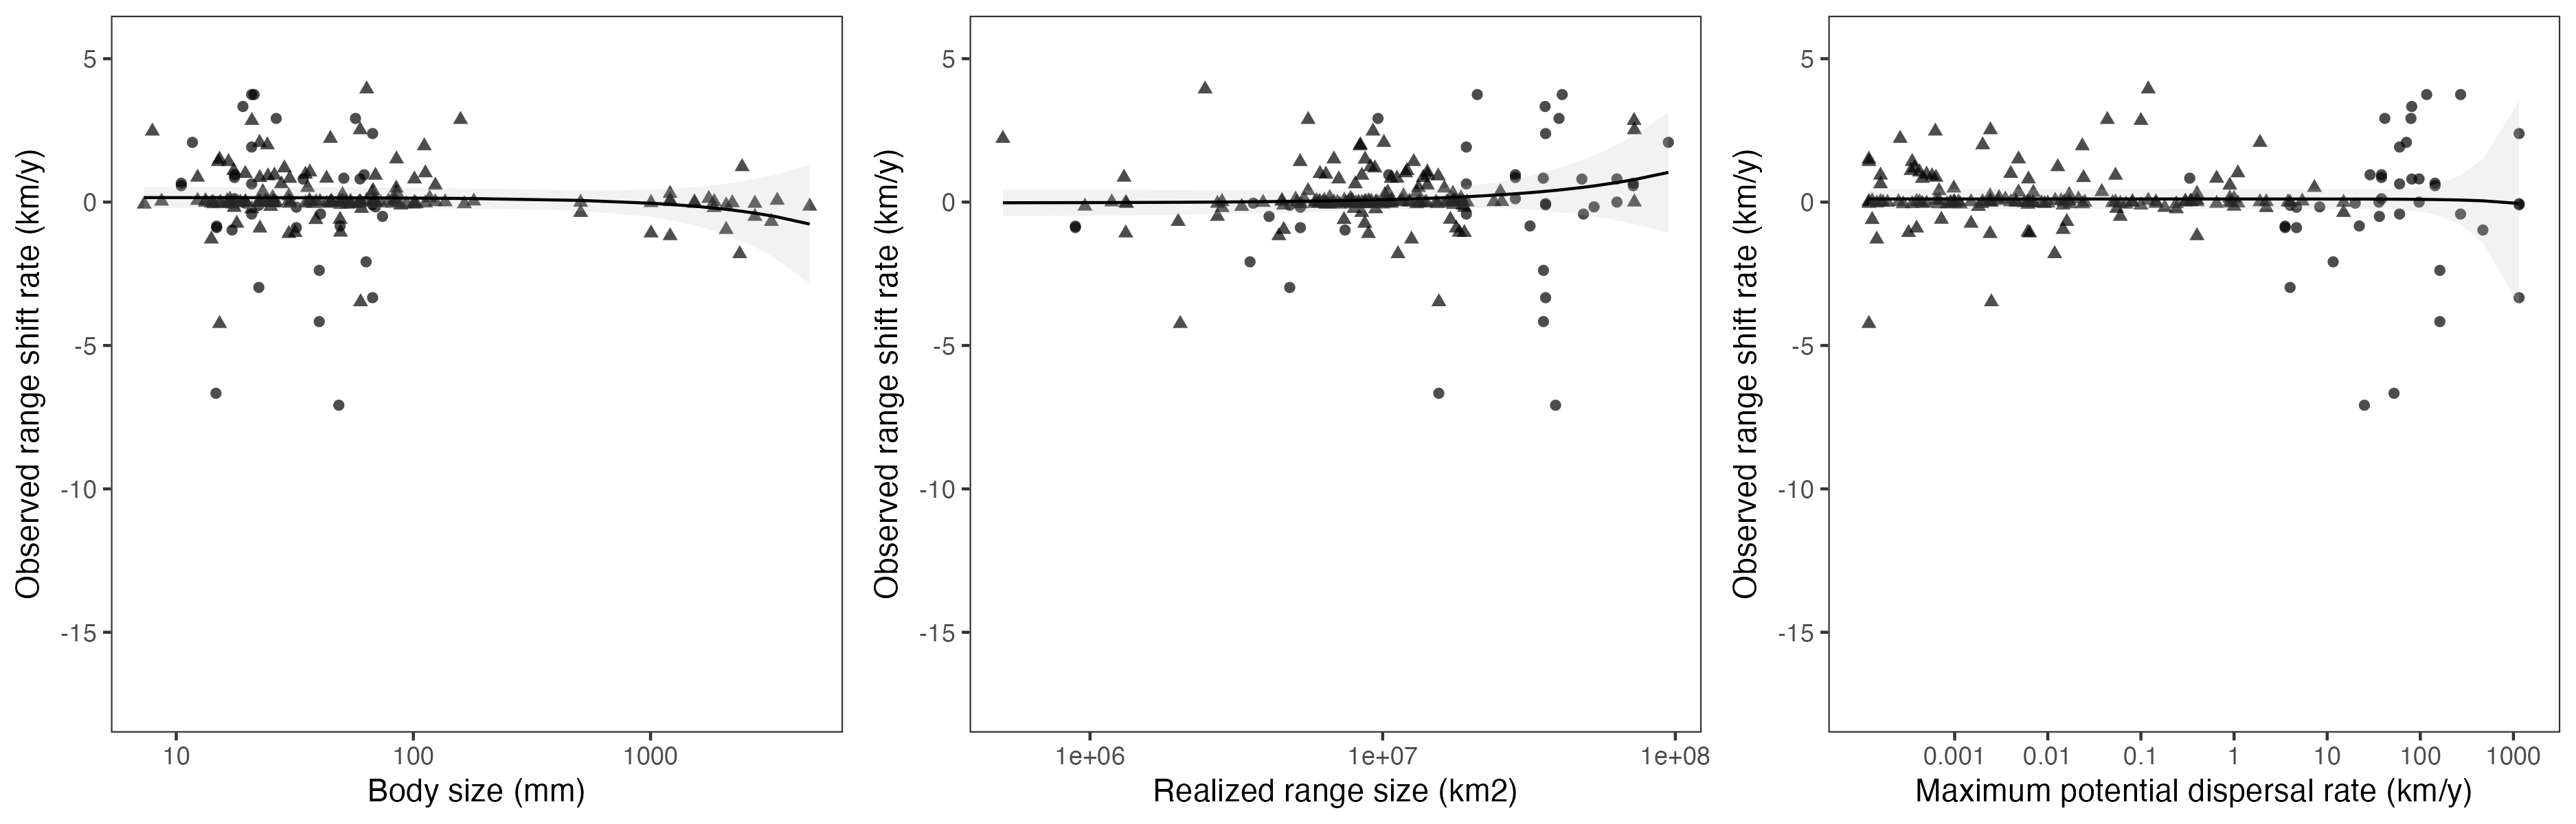 Observed range shift rate (km/y)
5
0
-5
-10
-15
10 100 1000
Body size (mm)
Observed range shift rate (km/y)
5
0
-5
-10
-15
1e+06 1e+07 1e+08
Realized range size (km2)
Observed range shift rate (km/y)
5
0
-5
-10
-15
0.001 0.01 0.1 1 10 100 1000
Maximum potential dispersal rate (km/y)